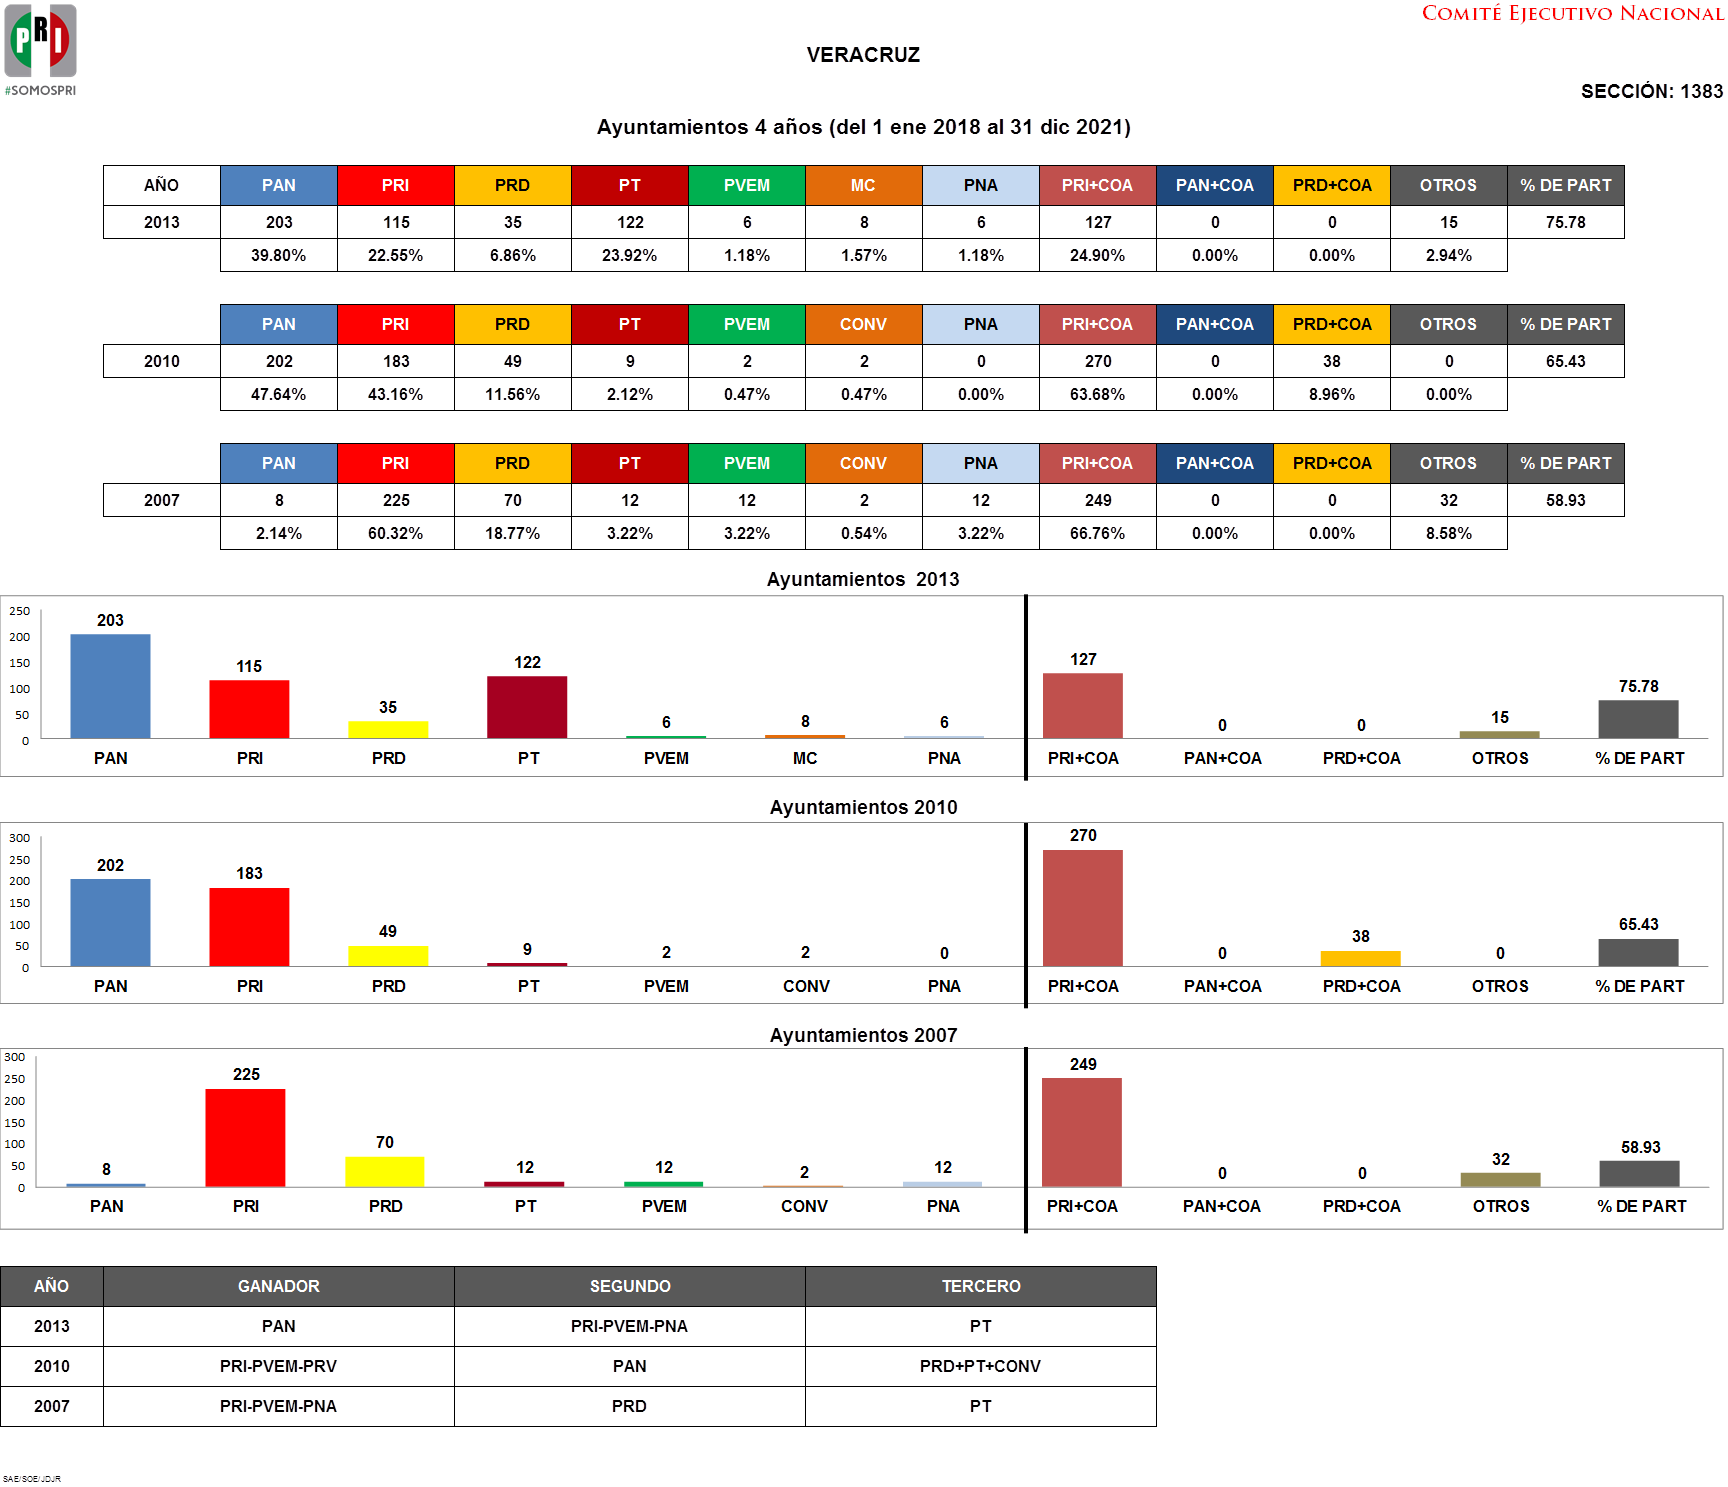 PRI
#SOMOSPRI
COMITÉ EJECUTIVO NACIONAL
VERACRUZ
SECCIÓN: 1383
Ayuntamientos 4 años (del 1 ene 2018 al 31 dic 2021)
AÑO PAN PRI PRD PT PVEM MC PNA PRI+COA PAN+COA PRD+COA OTROS % DE PART
2013 203 115 35 122 6 8 6 127 0 0 15 75.78
39.80% 22.55% 6.86% 23.92% 1.18% 1.57% 1.18% 24.90% 0.00% 0.00% 2.94%
PAN PRI PRD PT PVEM CONV PNA PRI+COA PAN+COA PRD+COA OTROS % DE PART
2010 202 183 49 9 2 2 0 270 0 38 0 65.43
47.64% 43.16% 11.56% 2.12% 0.47% 0.47% 0.00% 63.68% 0.00% 8.96% 0.00%
PAN PRI PRD PT PVEM CONV PNA PRI+COA PAN+COA PRD+COA OTROS % DE PART
2007 8 225 70 12 12 2 12 249 0 0 32 58.93
2.14% 60.32% 18.77% 3.22% 3.22% 0.54% 3.22% 66.76% 0.00% 0.00% 8.58%
Ayuntamientos 2013
250
200
150
100
50
0
203 115 35 122 6 8 6 127 0 0 15 75.78
PAN PRI PRD PT PVEM MC PNA PRI+COA PAN+COA PRD+COA OTROS % DE PART
Ayuntamientos 2010
300
250
200
150
100
50
0
202 183 49 9 2 2 0 270 0 38 0 65.43
PAN PRI PRD PT PVEM CONV PNA PRI+COA PAN+COA PRD+COA OTROS % DE PART
Ayuntamientos 2007
300
250
200
150
100
50
0
8 225 70 12 12 2 12 249 0 0 32 58.93
PAN PRI PRD PT PVEM CONV PNA PRI+COA PAN+COA PRD+COA OTROS % DE PART
AÑO GANADOR SEGUNDO TERCERO
2013 PAN PRI-PVEM-PNA PT
2010 PRI-PVEM-PRV PAN PRD+PT+CONV
2007 PRI-PVEM-PNA PRD PT
SAE/SOE/JDJR